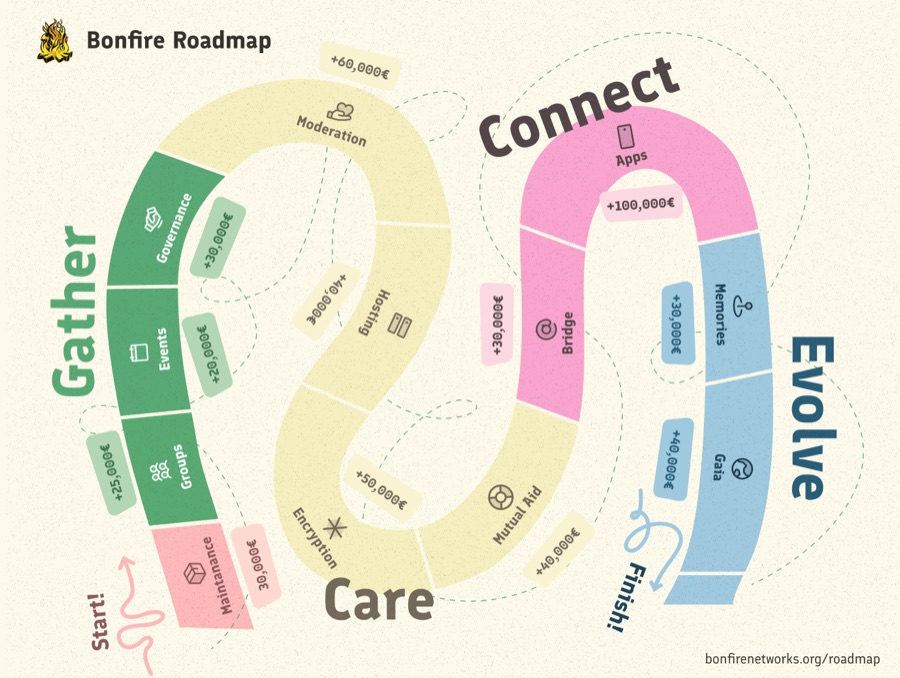 Bonfire Roadmap
Start!
Maintanance
30,000€
Groups
+25,000€
Events
+20,000€
Governance
+30,000€
Gather
Moderation
+60,000€
Hosting
+40,000€
Encryption
+50,000€
Care
Mutual Aid
+40,000€
Bridge
+30,000€
Connect
Apps
+100,000€
Memories
+30,000€
Evolve
Gaia
+40,000€
Finish!
bonfirenetworks.org/roadmap